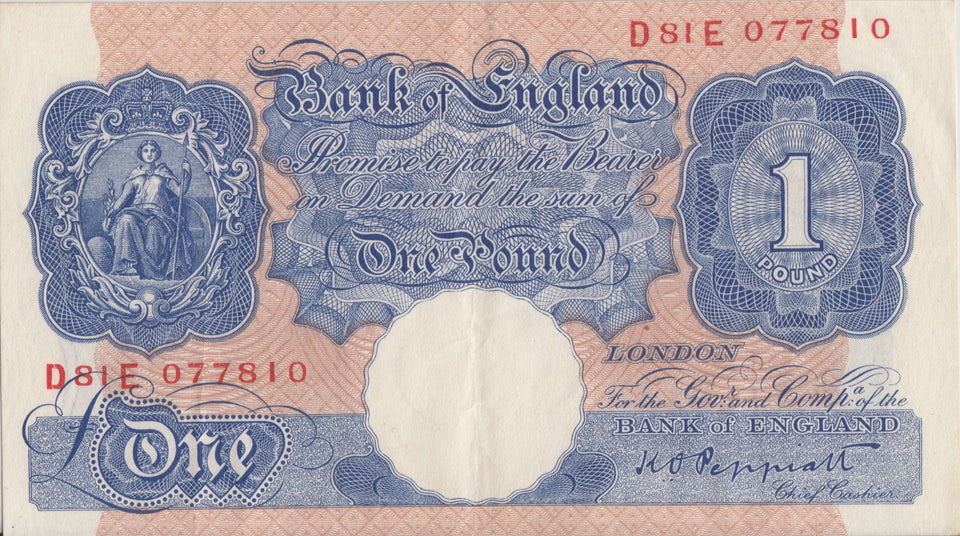 D81E 077810
Bank of England
Promise to pay the Bearer
on Demand the sum of
One Pound
1
POUND
D81E 077810
LONDON
For the Govr. and Compa. of the
BANK of ENGLAND
One
K O Peppiatt
Chief Cashier.